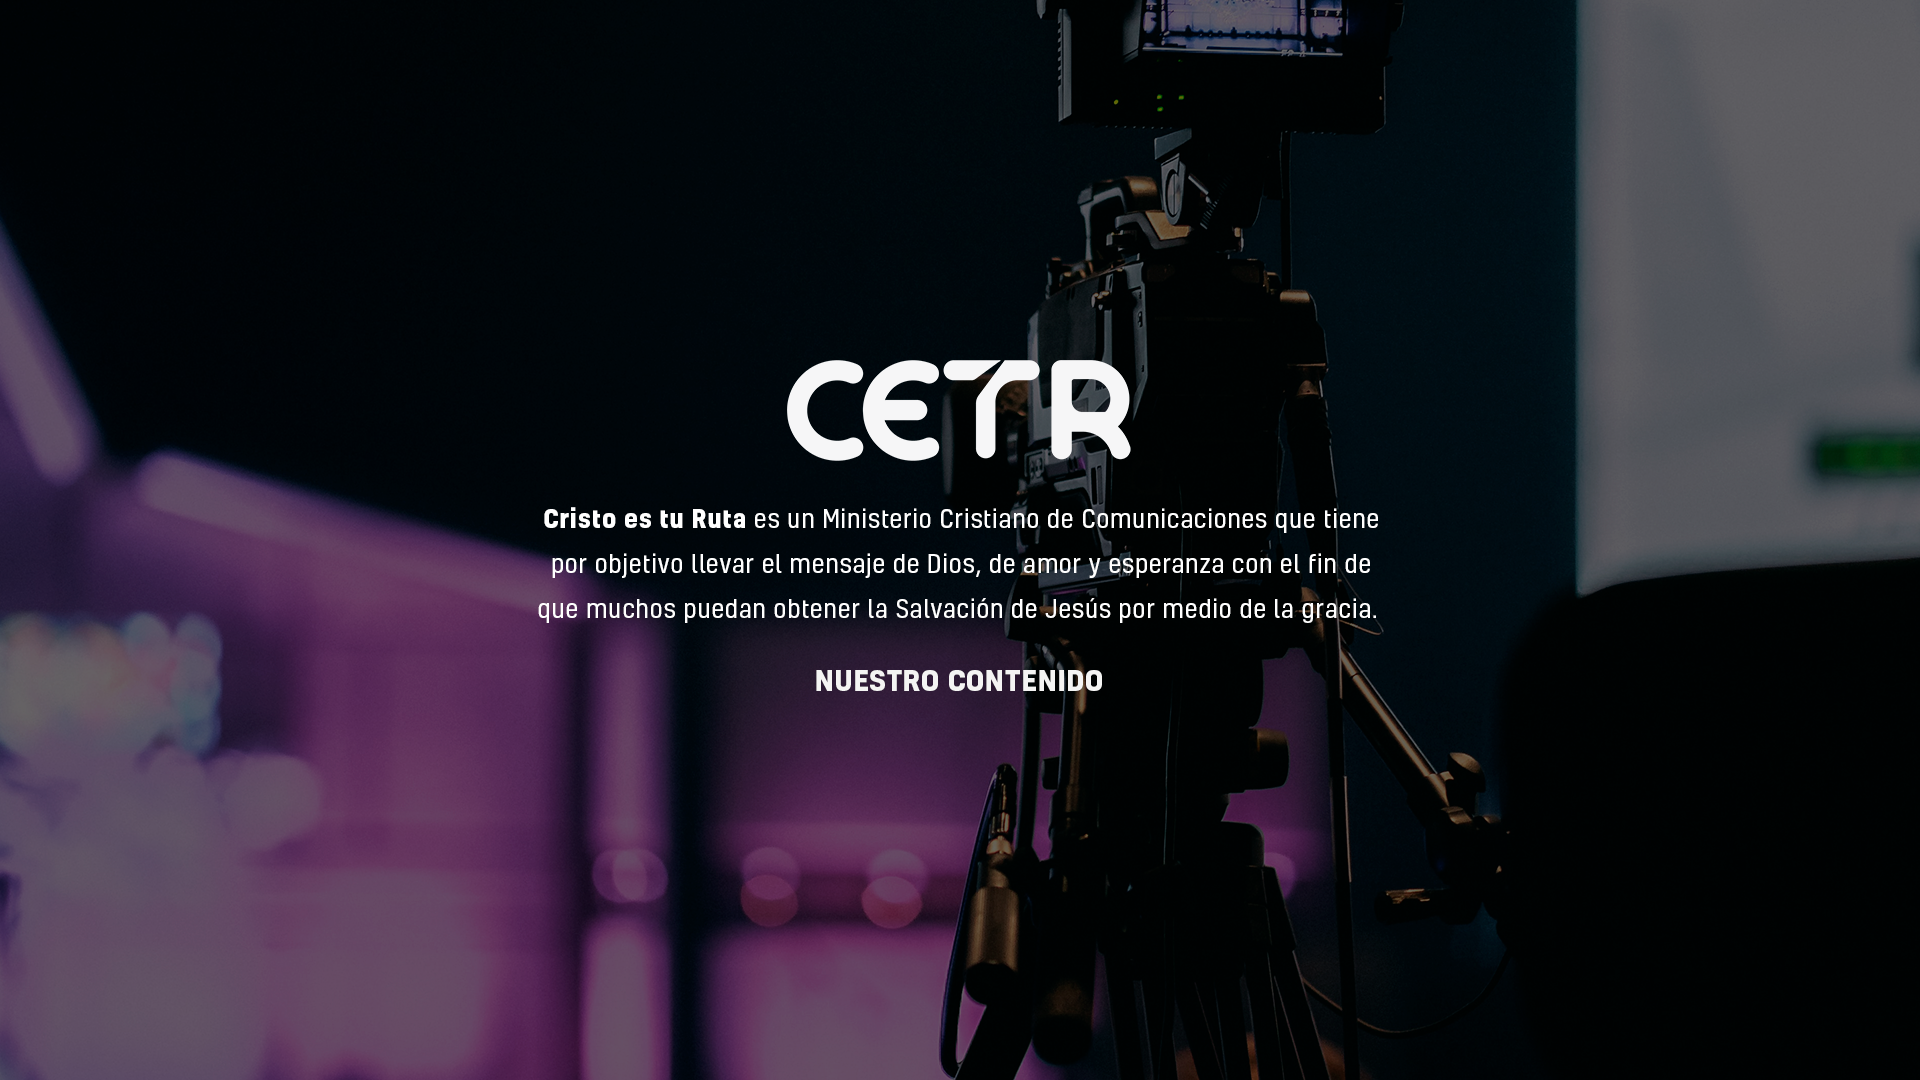 CETR
Cristo es tu Ruta es un Ministerio Cristiano de Comunicaciones que tiene
por objetivo llevar el mensaje de Dios, de amor y esperanza con el fin de
que muchos puedan obtener la Salvación de Jesús por medio de la gracia.
NUESTRO CONTENIDO